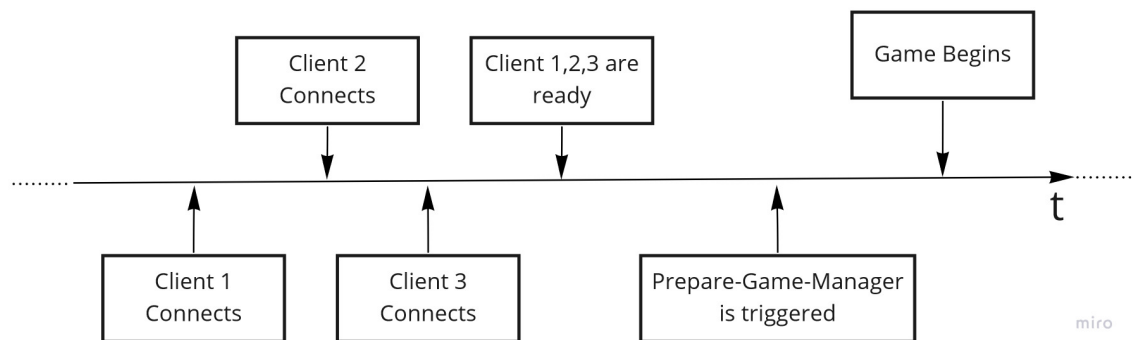 Client 2
Connects
Client 1,2,3 are
ready
Game Begins
t
Client 1
Connects
Client 3
Connects
Prepare-Game-Manager
is triggered
miro